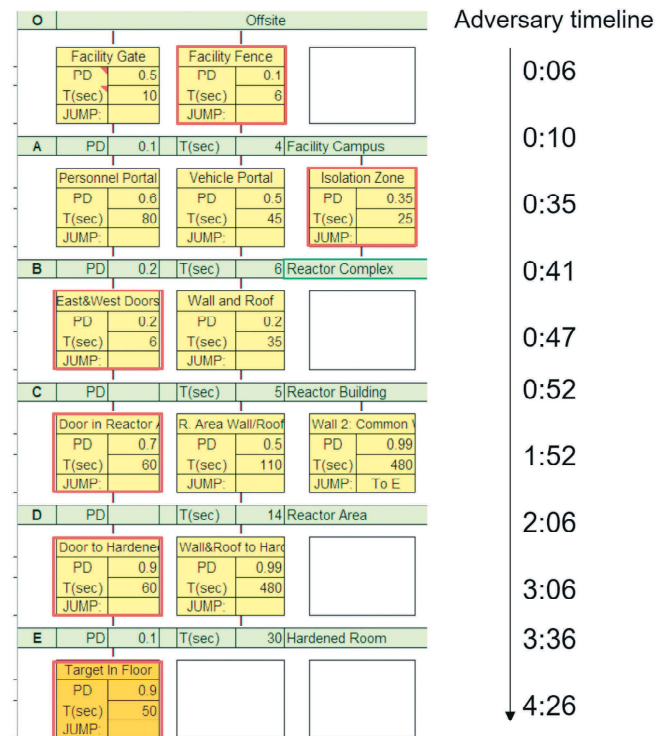 O Offsite
Adversary timeline
Facility Gate Facility Fence
PD 0.5 PD 0.1
T(sec) 10 T(sec) 6
JUMP: JUMP:
0:06
A PD 0.1 T(sec) 4 Facility Campus
0:10
Personnel Portal Vehicle Portal Isolation Zone
PD 0.6 PD 0.5 PD 0.35
T(sec) 80 T(sec) 45 T(sec) 25
JUMP: JUMP: JUMP:
0:35
B PD 0.2 T(sec) 6 Reactor Complex
0:41
East&West Doors Wall and Roof
PD 0.2 PD 0.2
T(sec) 6 T(sec) 35
JUMP: JUMP:
0:47
C PD T(sec) 5 Reactor Building
0:52
Door in Reactor R. Area Wall/Roof Wall 2: Common
PD 0.7 PD 0.5 PD 0.99
T(sec) 60 T(sec) 110 T(sec) 480
JUMP: JUMP: JUMP: To E
1:52
D PD T(sec) 14 Reactor Area
2:06
Door to Hardene Wall&Roof to Hard
PD 0.9 PD 0.99
T(sec) 60 T(sec) 480
JUMP: JUMP:
3:06
E PD 0.1 T(sec) 30 Hardened Room
3:36
Target In Floor
PD 0.9
T(sec) 50
JUMP:
4:26